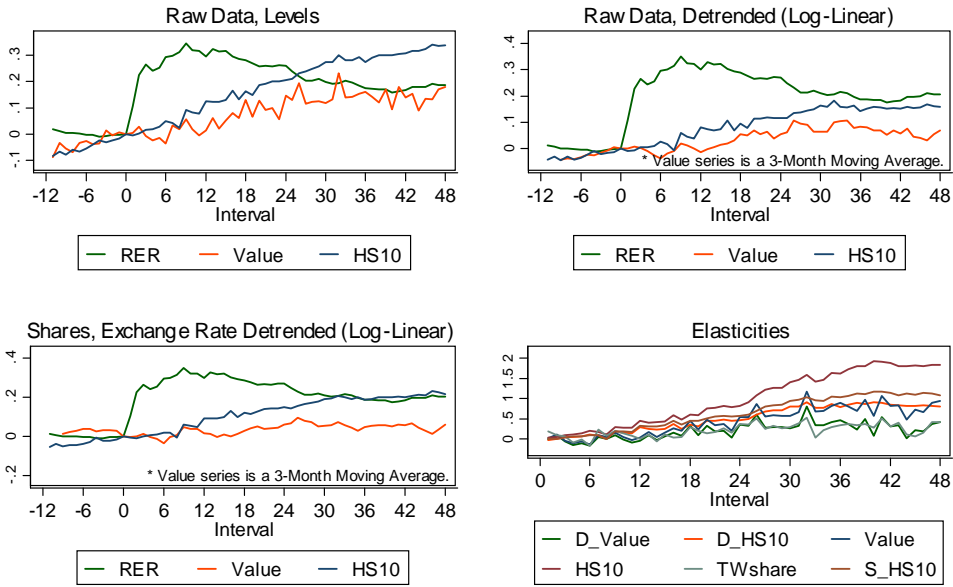 Raw Data, Levels
.3
.2
.1
0
-.1
-12 -6 0 6 12 18 24 30 36 42 48
Interval
RER Value HS10
Raw Data, Detrended (Log-Linear)
.4
.3
.2
.1
0
* Value series is a 3-Month Moving Average.
-12 -6 0 6 12 18 24 30 36 42 48
Interval
RER Value HS10
Shares, Exchange Rate Detrended (Log-Linear)
.4
.2
0
-.2
* Value series is a 3-Month Moving Average.
-12 -6 0 6 12 18 24 30 36 42 48
Interval
RER Value HS10
Elasticities
2
1.5
1
.5
0
0 6 12 18 24 30 36 42 48
Interval
D_Value D_HS10 Value
HS10 TWshare S_HS10